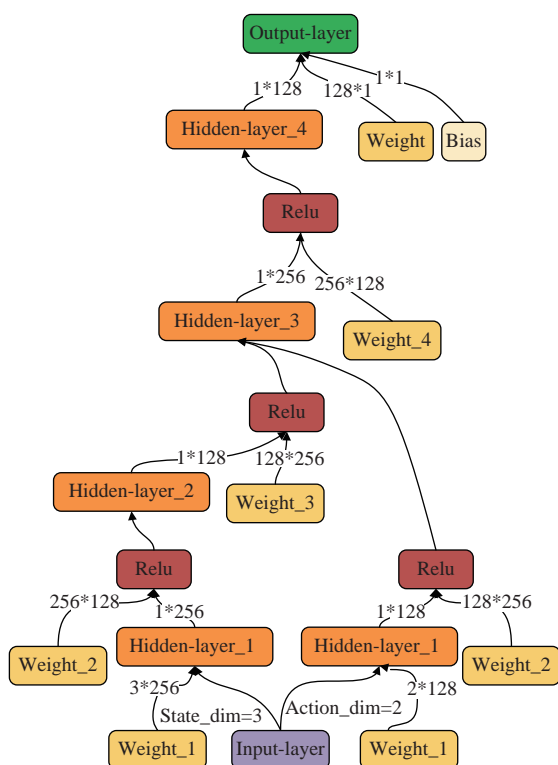 Output-layer
1*128
128*1
1*1
Hidden-layer_4
Weight
Bias
Relu
1*256
256*128
Hidden-layer_3
Weight_4
Relu
1*128
128*256
Hidden-layer_2
Weight_3
Relu
Relu
256*128
1*256
1*128
128*256
Weight_2
Hidden-layer_1
Hidden-layer_1
Weight_2
3*256
State_dim=3
Action_dim=2
2*128
Weight_1
Input-layer
Weight_1